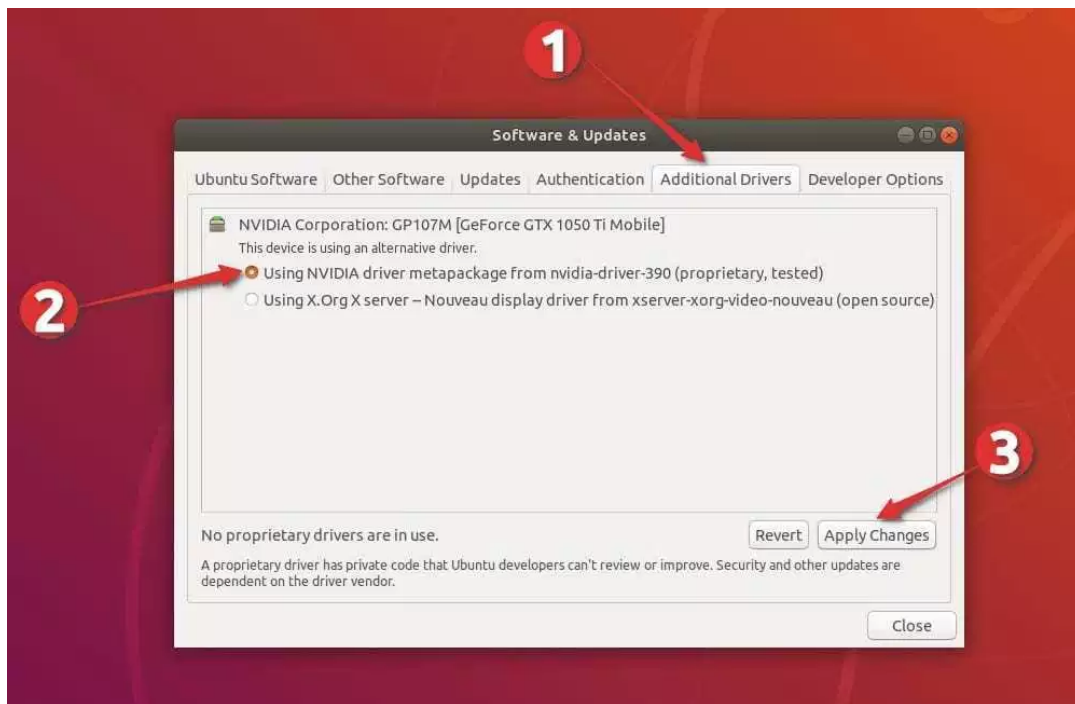 1
Software & Updates
Ubuntu Software Other Software Updates Authentication Additional Drivers Developer Options
NVIDIA Corporation: GP107M [GeForce GTX 1050 Ti Mobile]
This device is using an alternative driver.
Using NVIDIA driver metapackage from nvidia-driver-390 (proprietary, tested)
2
Using X.Org X server – Nouveau display driver from xserver-xorg-video-nouveau (open source)
3
No proprietary drivers are in use.
Revert Apply Changes
A proprietary driver has private code that Ubuntu developers can't review or improve. Security and other updates are
dependent on the driver vendor.
Close